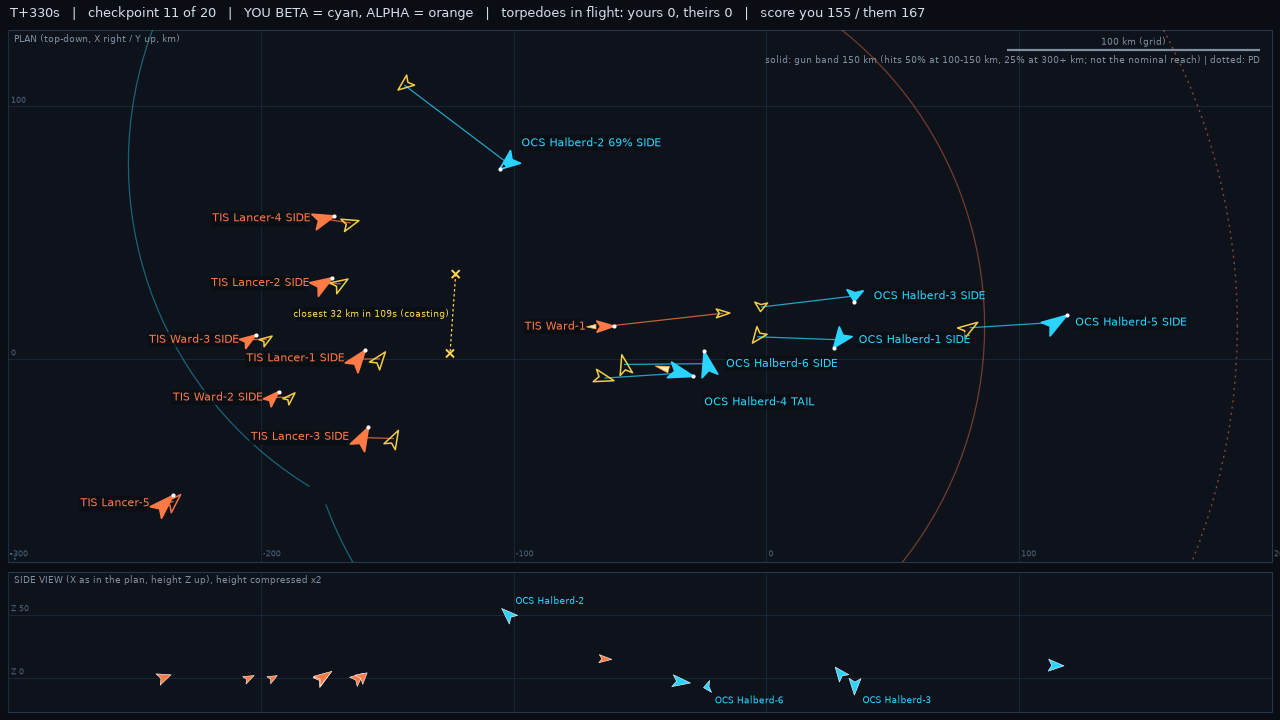 T+330s | checkpoint 11 of 20 | YOU BETA = cyan, ALPHA = orange | torpedoes in flight: yours 0, theirs 0 | score you 155 / them 167
PLAN (top-down, X right / Y up, km)
100 km (grid)
solid: gun band 150 km (hits 50% at 100-150 km, 25% at 300+ km; not the nominal reach) | dotted: PD
100
OCS Halberd-2 69% SIDE
TIS Lancer-4 SIDE
TIS Lancer-2 SIDE
OCS Halberd-3 SIDE
closest 32 km in 109s (coasting)
TIS Ward-1
OCS Halberd-5 SIDE
TIS Ward-3 SIDE
OCS Halberd-1 SIDE
0
TIS Lancer-1 SIDE
OCS Halberd-6 SIDE
TIS Ward-2 SIDE
OCS Halberd-4 TAIL
TIS Lancer-3 SIDE
TIS Lancer-5
-300
-200
-100
0
100
SIDE VIEW (X as in the plan, height Z up), height compressed x2
OCS Halberd-2
Z 50
Z 0
OCS Halberd-6
OCS Halberd-3